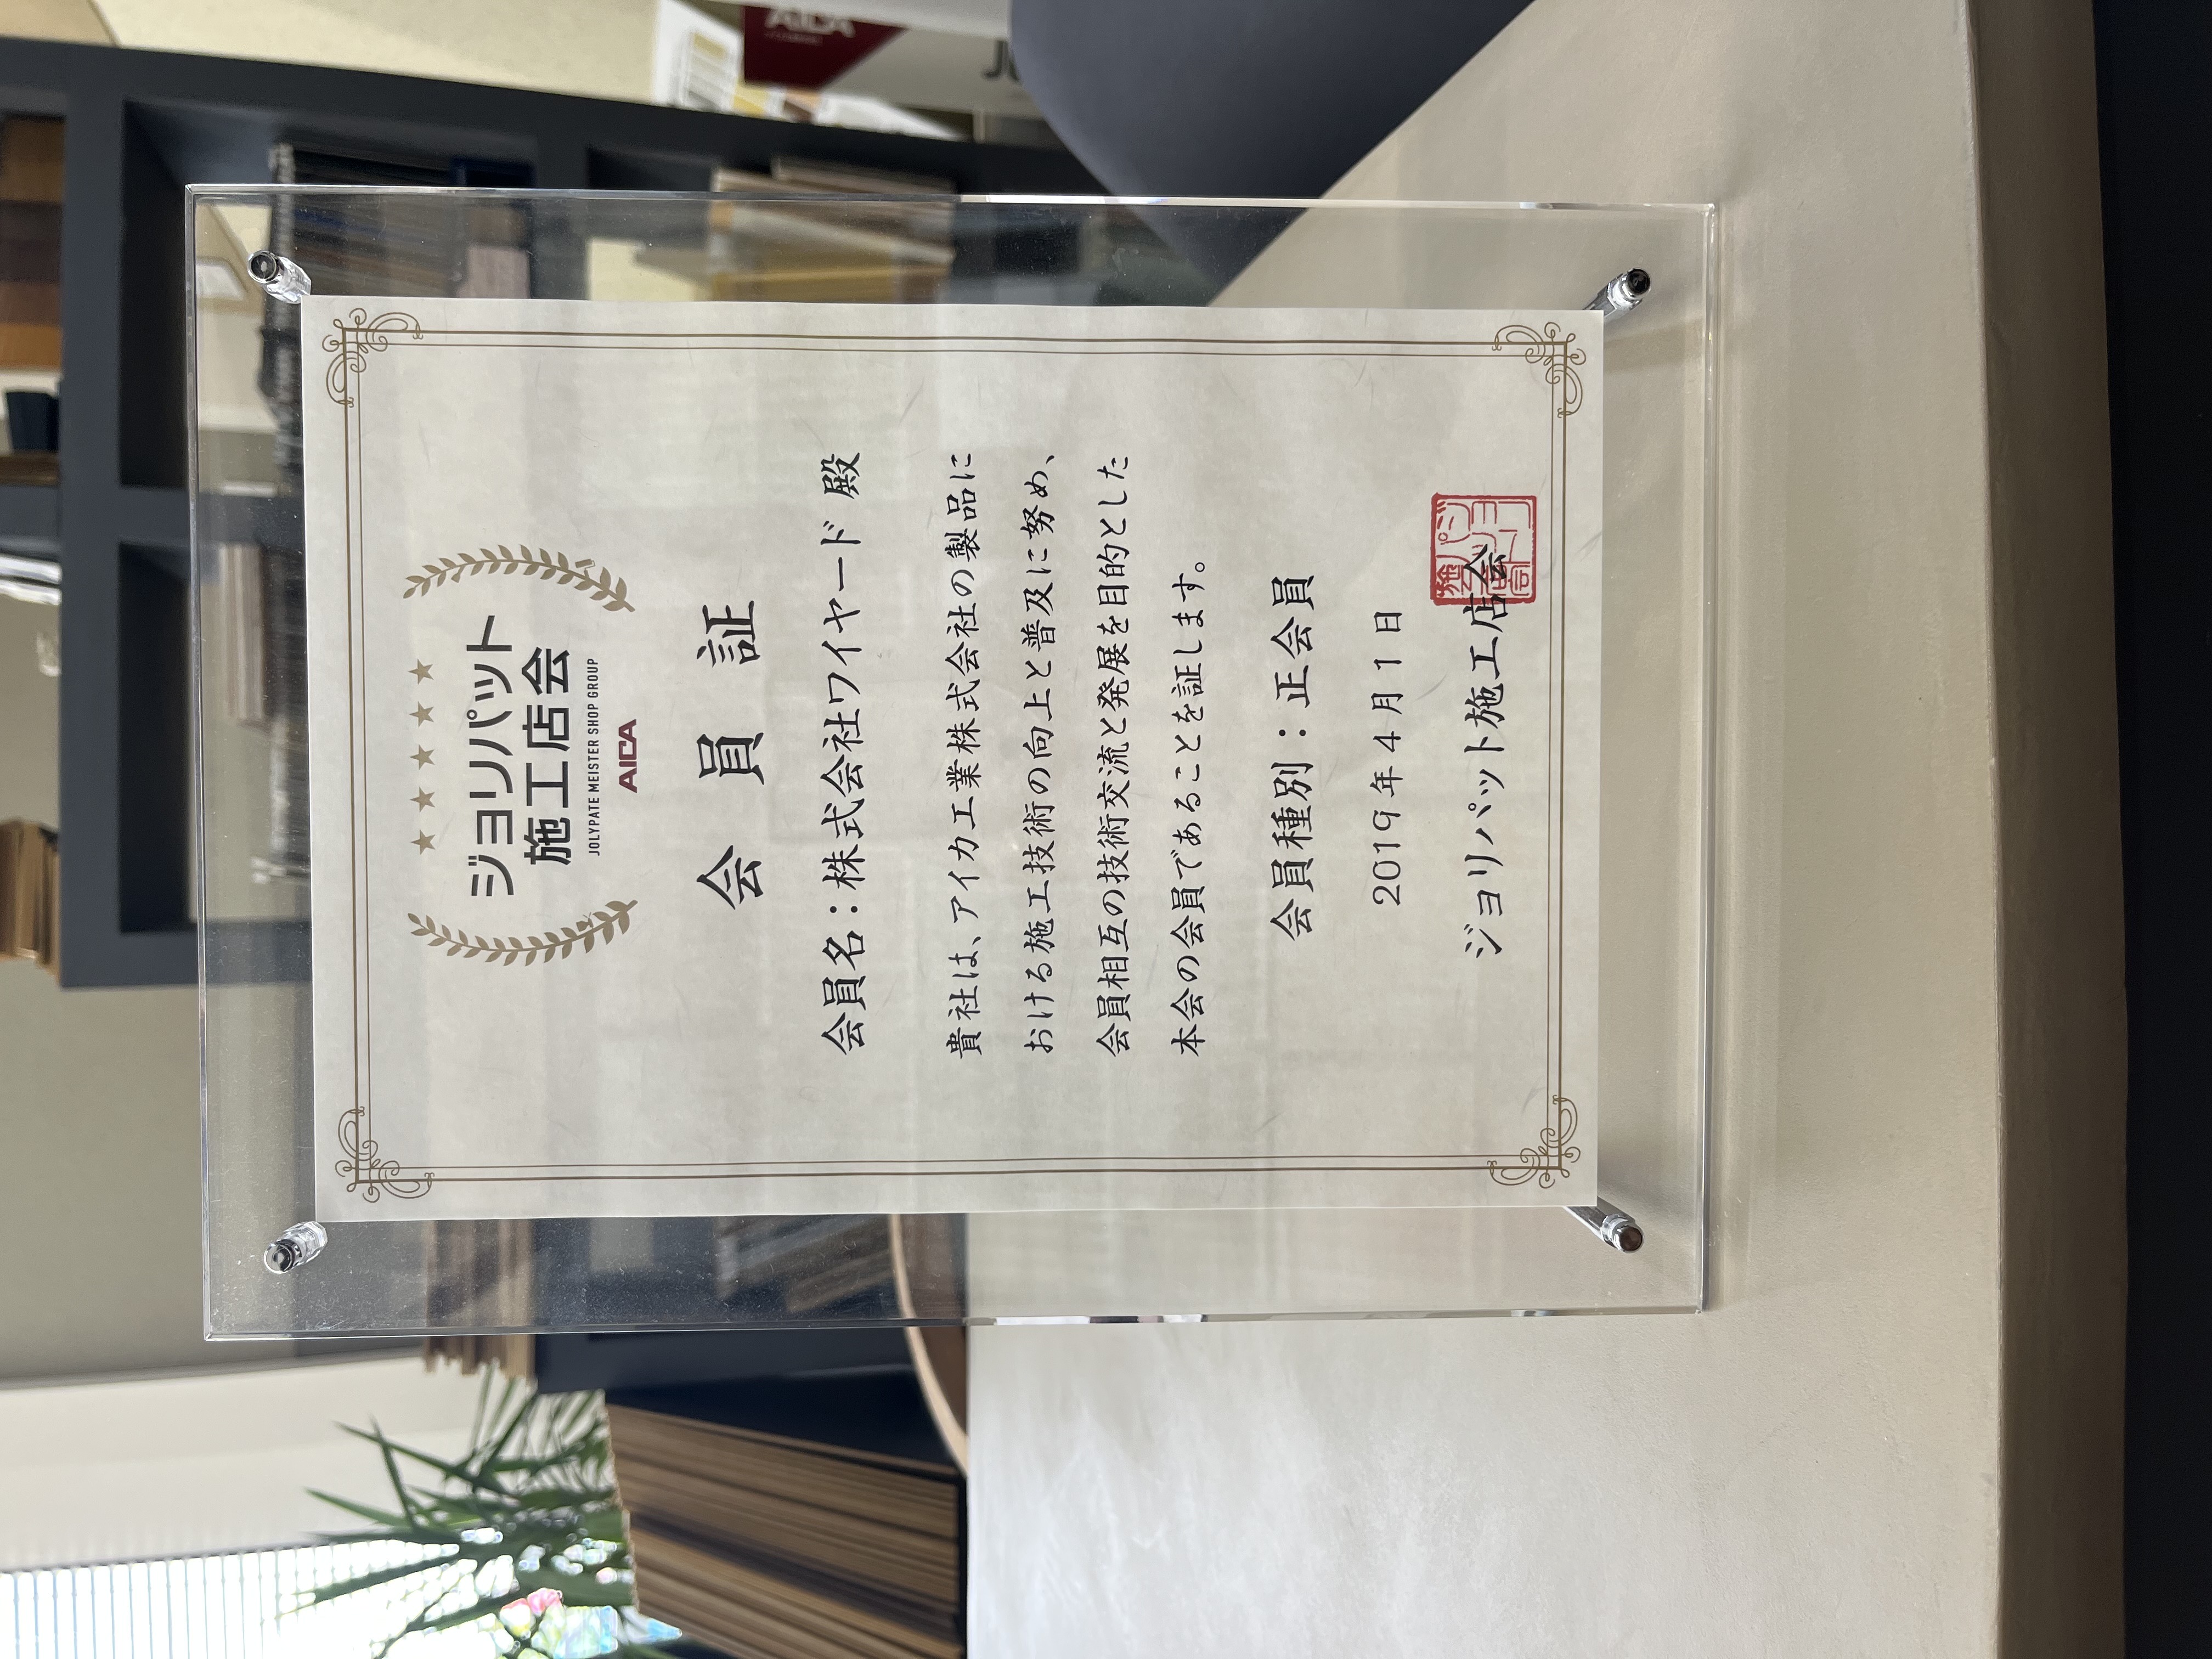 ★★★★★
ジョリパット
施工店会
JOLYPATE MEISTER SHOP GROUP
AICA
会員証
会員名：株式会社ワイヤード 殿
貴社は、アイカ工業株式会社の製品に
おける施工技術の向上と普及に努め、
会員相互の技術交流と発展を目的とした
本会の会員であることを証します。
会員種別：正会員
2019年4月1日
ジョリパット施工店会
AICA